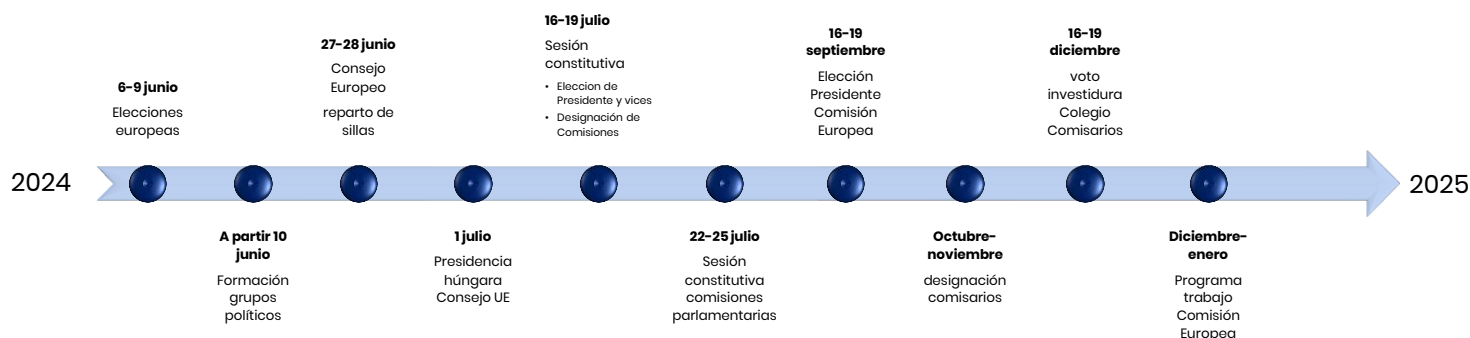 2024
6-9 junio
Elecciones
europeas
A partir 10
junio
Formación
grupos
políticos
27-28 junio
Consejo
Europeo
reparto de
sillas
1 julio
Presidencia
húngara
Consejo UE
16-19 julio
Sesión
constitutiva
• Eleccion de
Presidente y vices
• Designación de
Comisiones
22-25 julio
Sesión
constitutiva
comisiones
parlamentarias
16-19
septiembre
Elección
Presidente
Comisión
Europea
Octubre-
noviembre
designación
comisarios
16-19
diciembre
voto
investidura
Colegio
Comisarios
Diciembre-
enero
Programa
trabajo
Comisión
Europea
2025